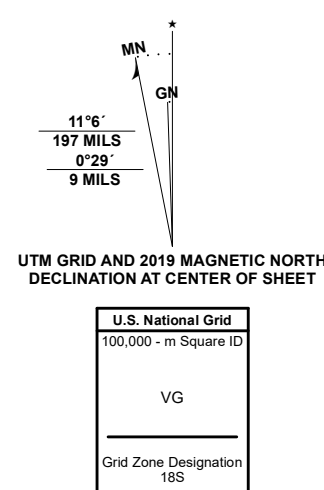 MN
GN
11°6´
197 MILS
0°29´
9 MILS
UTM GRID AND 2019 MAGNETIC NORTH
DECLINATION AT CENTER OF SHEET
U.S. National Grid
100,000 - m Square ID
VG
Grid Zone Designation
18S